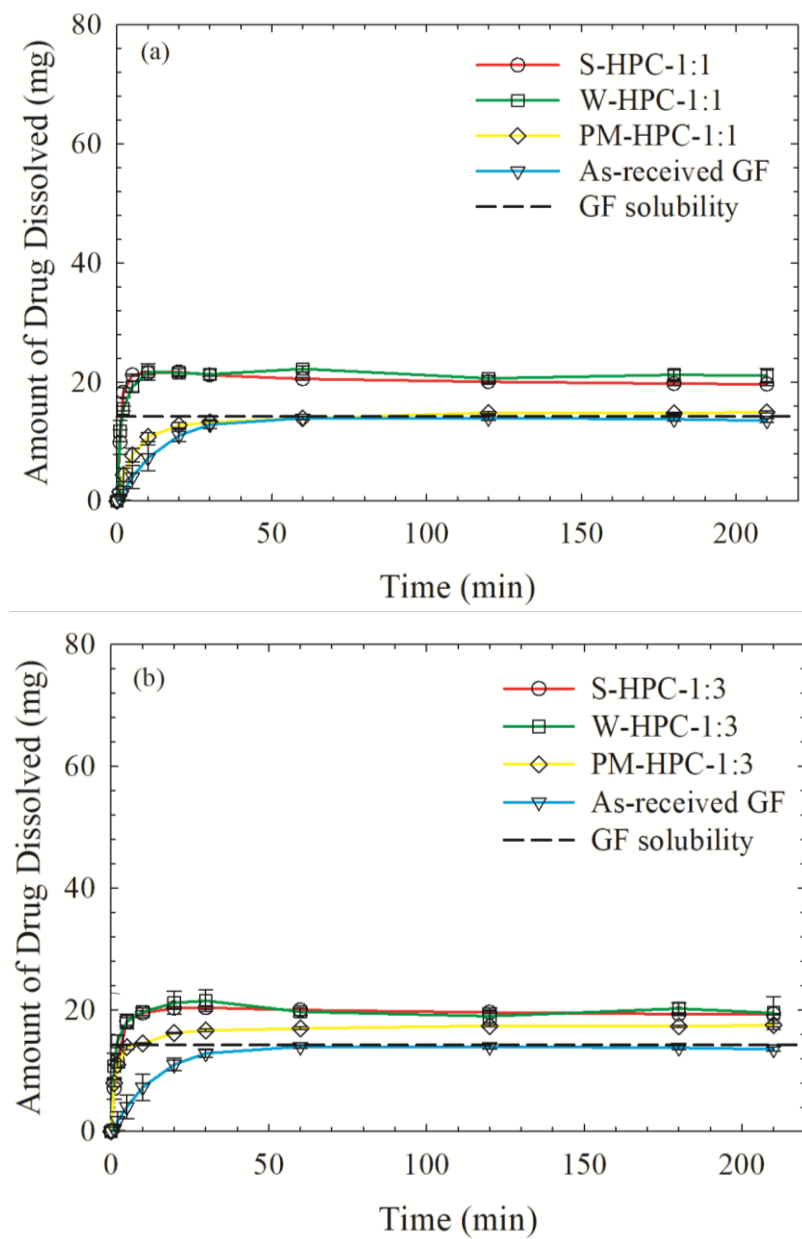 (a)
S-HPC-1:1
W-HPC-1:1
PM-HPC-1:1
As-received GF
GF solubility
Amount of Drug Dissolved (mg)
80
60
40
20
0
0 50 100 150 200
Time (min)
(b)
S-HPC-1:3
W-HPC-1:3
PM-HPC-1:3
As-received GF
GF solubility
Amount of Drug Dissolved (mg)
80
60
40
20
0
0 50 100 150 200
Time (min)